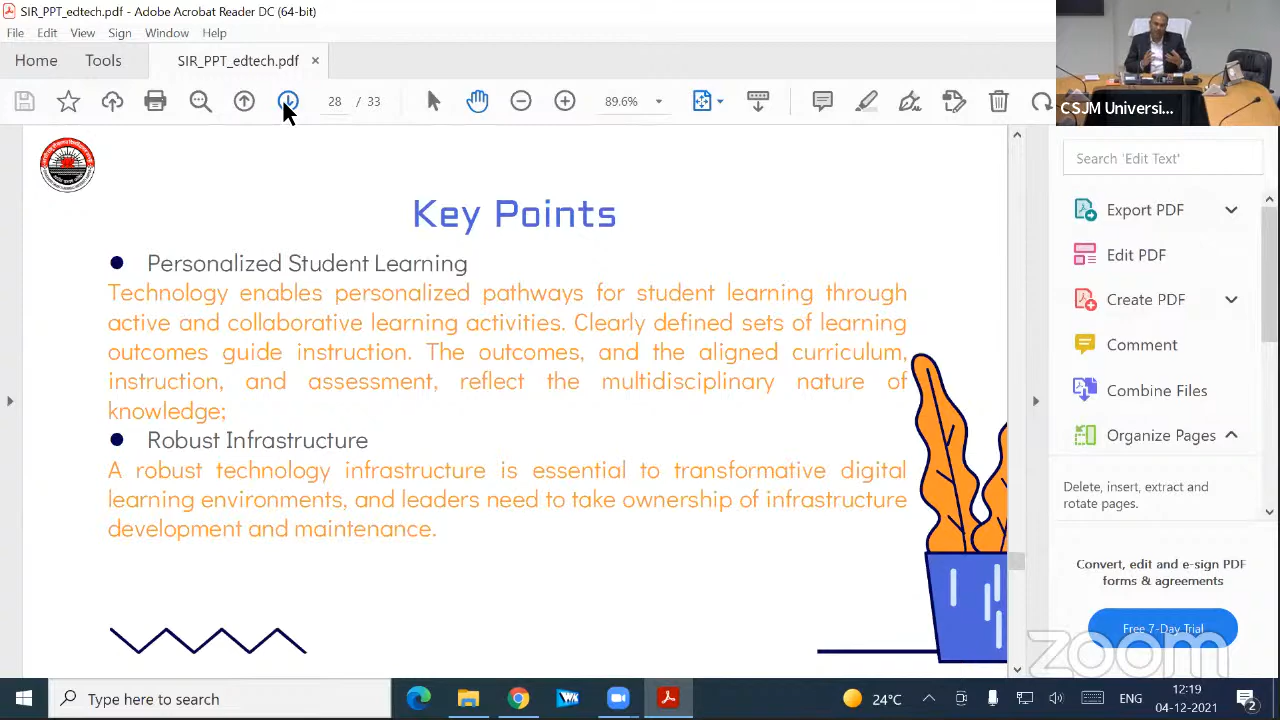 SIR_PPT_edtech.pdf - Adobe Acrobat Reader DC (64-bit)
File Edit View Sign Window Help
Home Tools SIR_PPT_edtech.pdf ×
28 / 33 89.6%
CSJM Universi...
Search 'Edit Text'
Key Points
Export PDF
Edit PDF
Create PDF
Comment
Combine Files
Organize Pages
Delete, insert, extract and
rotate pages.
Convert, edit and e-sign PDF
forms & agreements
Free 7-Day Trial
● Personalized Student Learning
Technology enables personalized pathways for student learning through
active and collaborative learning activities. Clearly defined sets of learning
outcomes guide instruction. The outcomes, and the aligned curriculum,
instruction, and assessment, reflect the multidisciplinary nature of
knowledge;
● Robust Infrastructure
A robust technology infrastructure is essential to transformative digital
learning environments, and leaders need to take ownership of infrastructure
development and maintenance.
zoom
Type here to search
24°C
ENG
12:19
04-12-2021
2